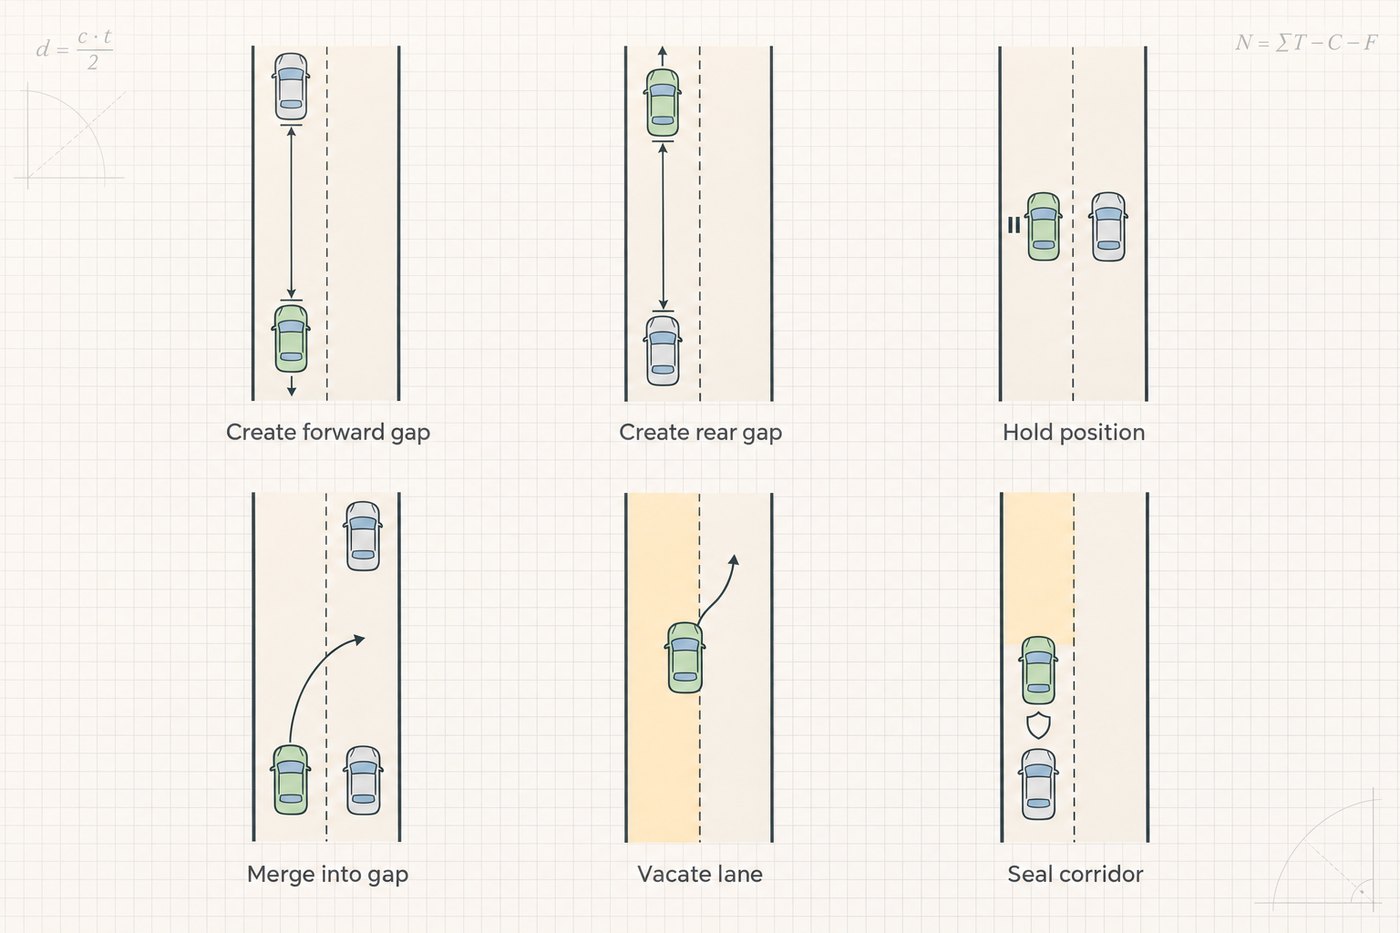 d = c · t / 2
N = ∑T − C − F
Create forward gap
Create rear gap
Hold position
Merge into gap
Vacate lane
Seal corridor